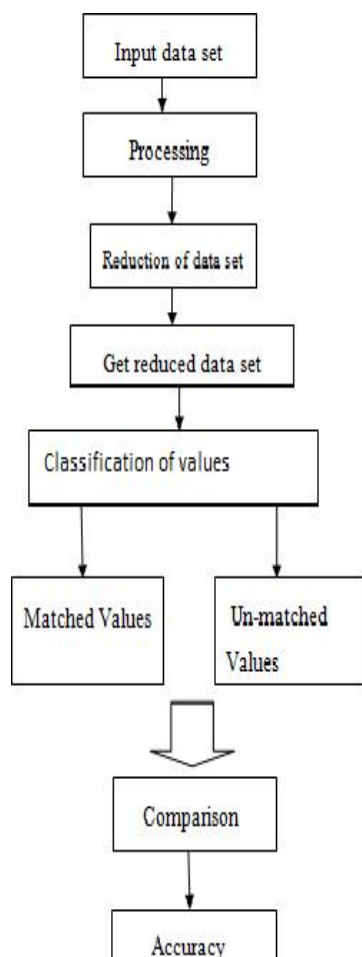 Input data set
Processing
Reduction of data set
Get reduced data set
Classification of values
Matched Values
Un-matched
Values
Comparison
Accuracy